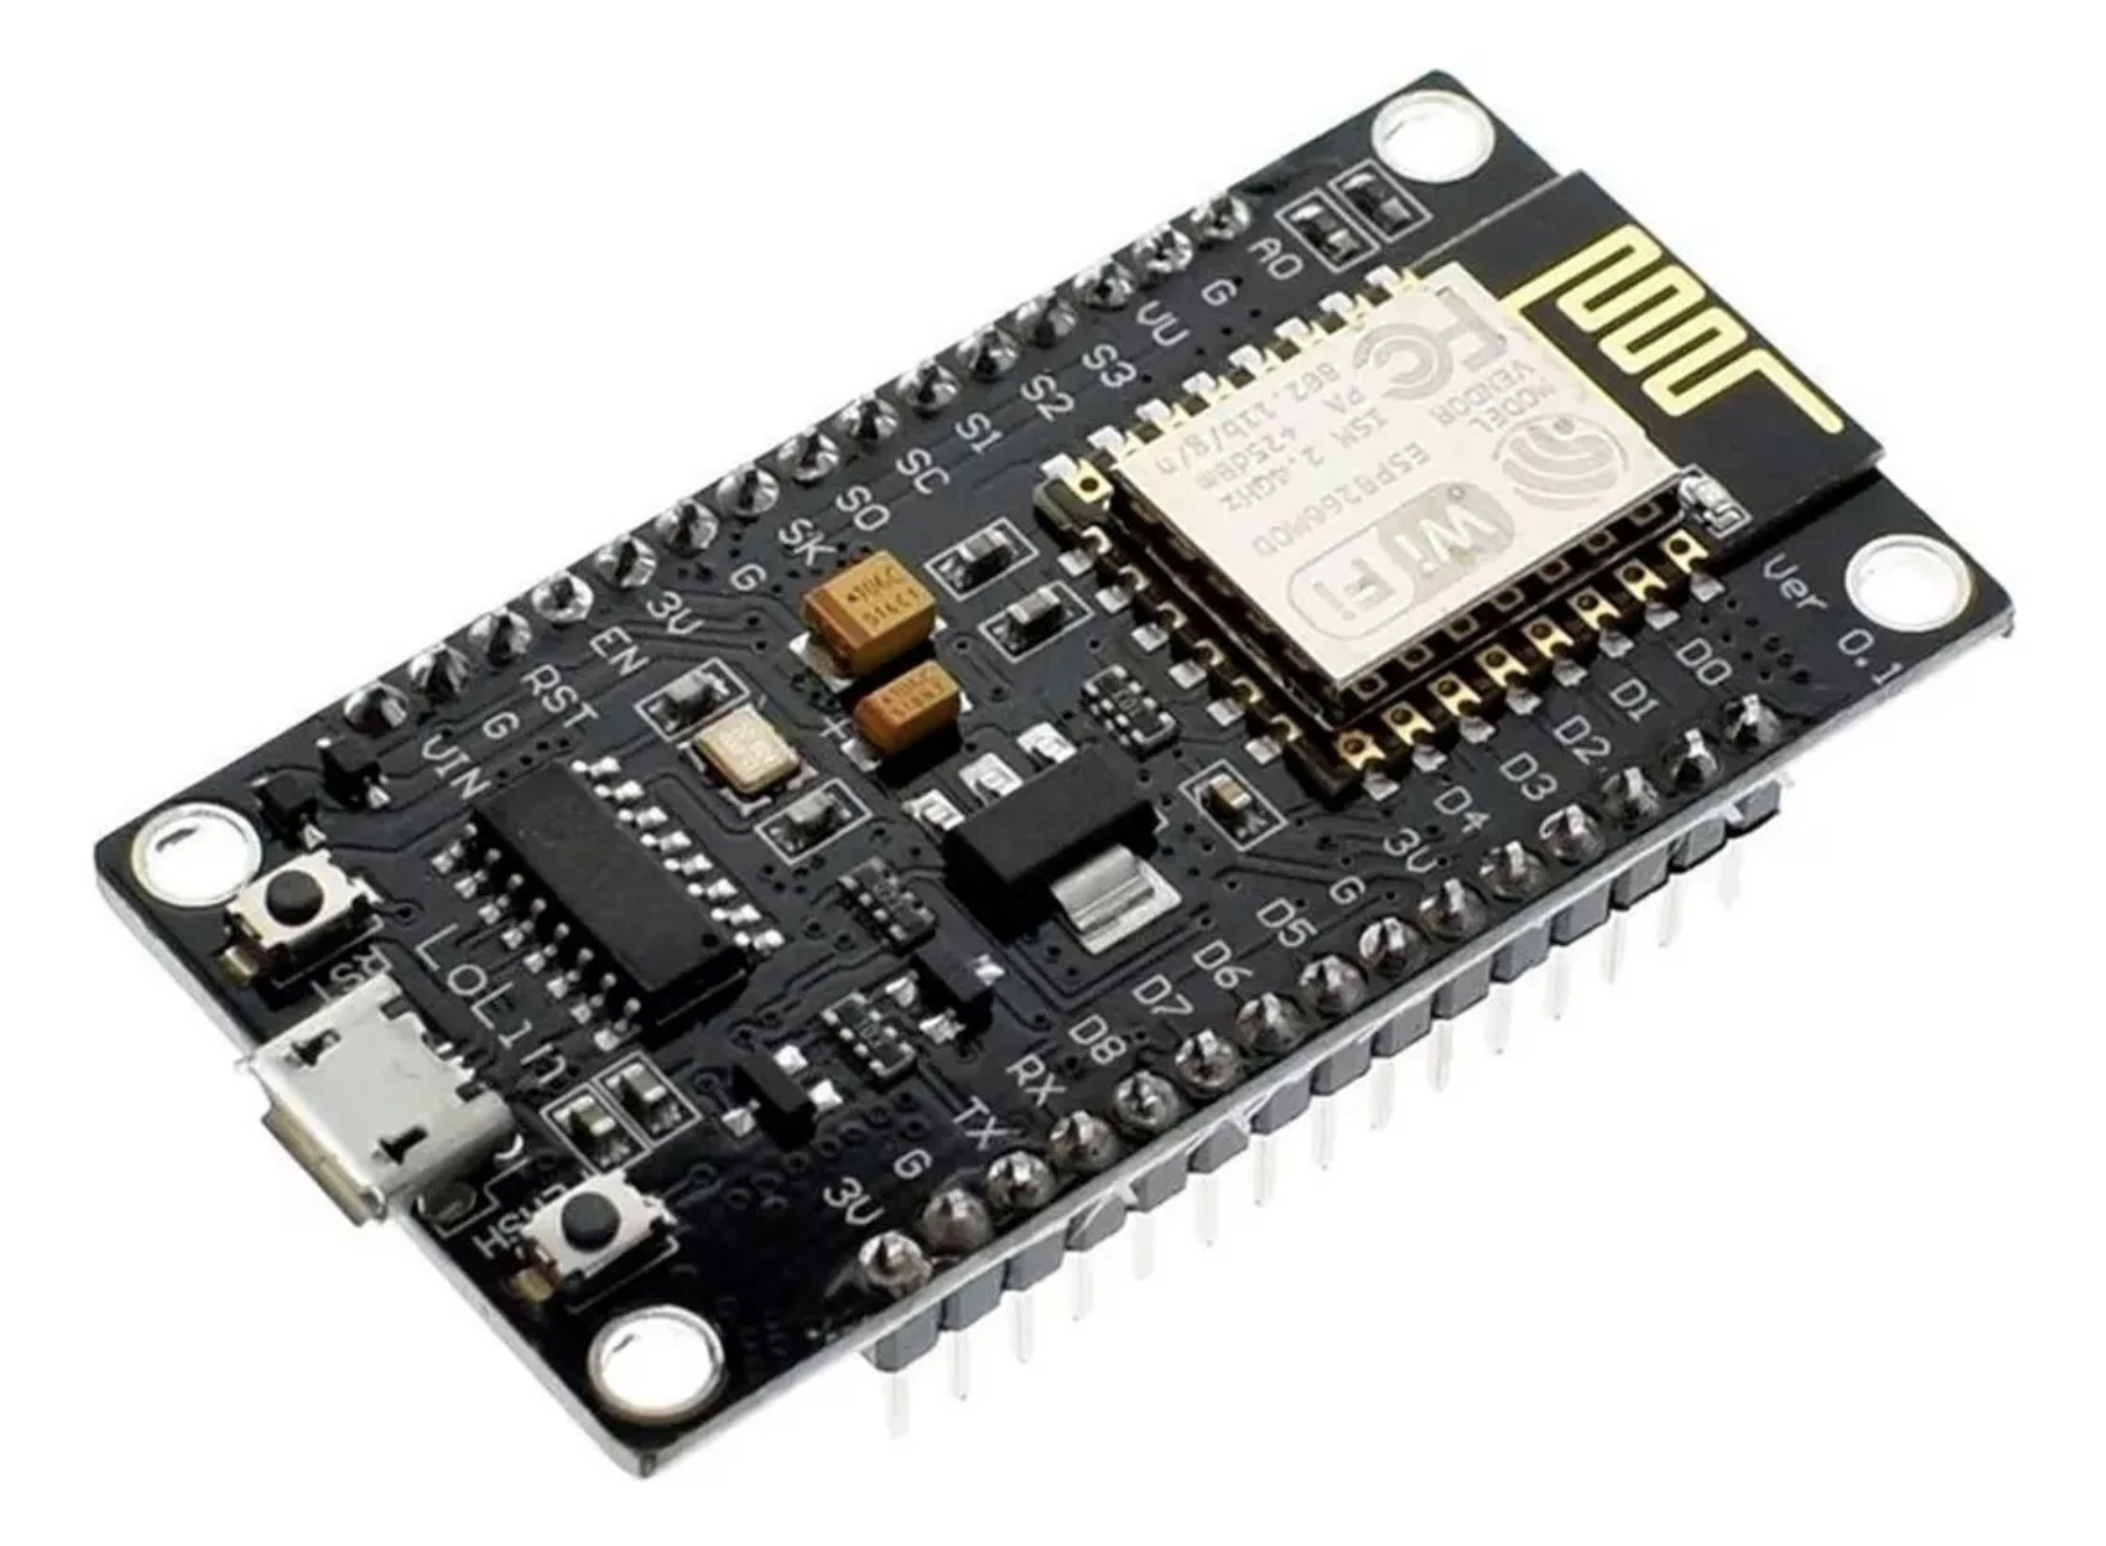 A0
G
VU
S3
S2
S1
SC
S0
SK
G
3V
EN
RST
G
VIN
FC
MODEL
VENDOR
ESP8266MOD
ISM 2.4GHz
PA +25dBm
802.11b/g/n
WiFi
Ver 0.1
D0
D1
D2
D3
D4
3V
G
D5
D6
D7
D8
RX
TX
G
3V
RST
LoLin